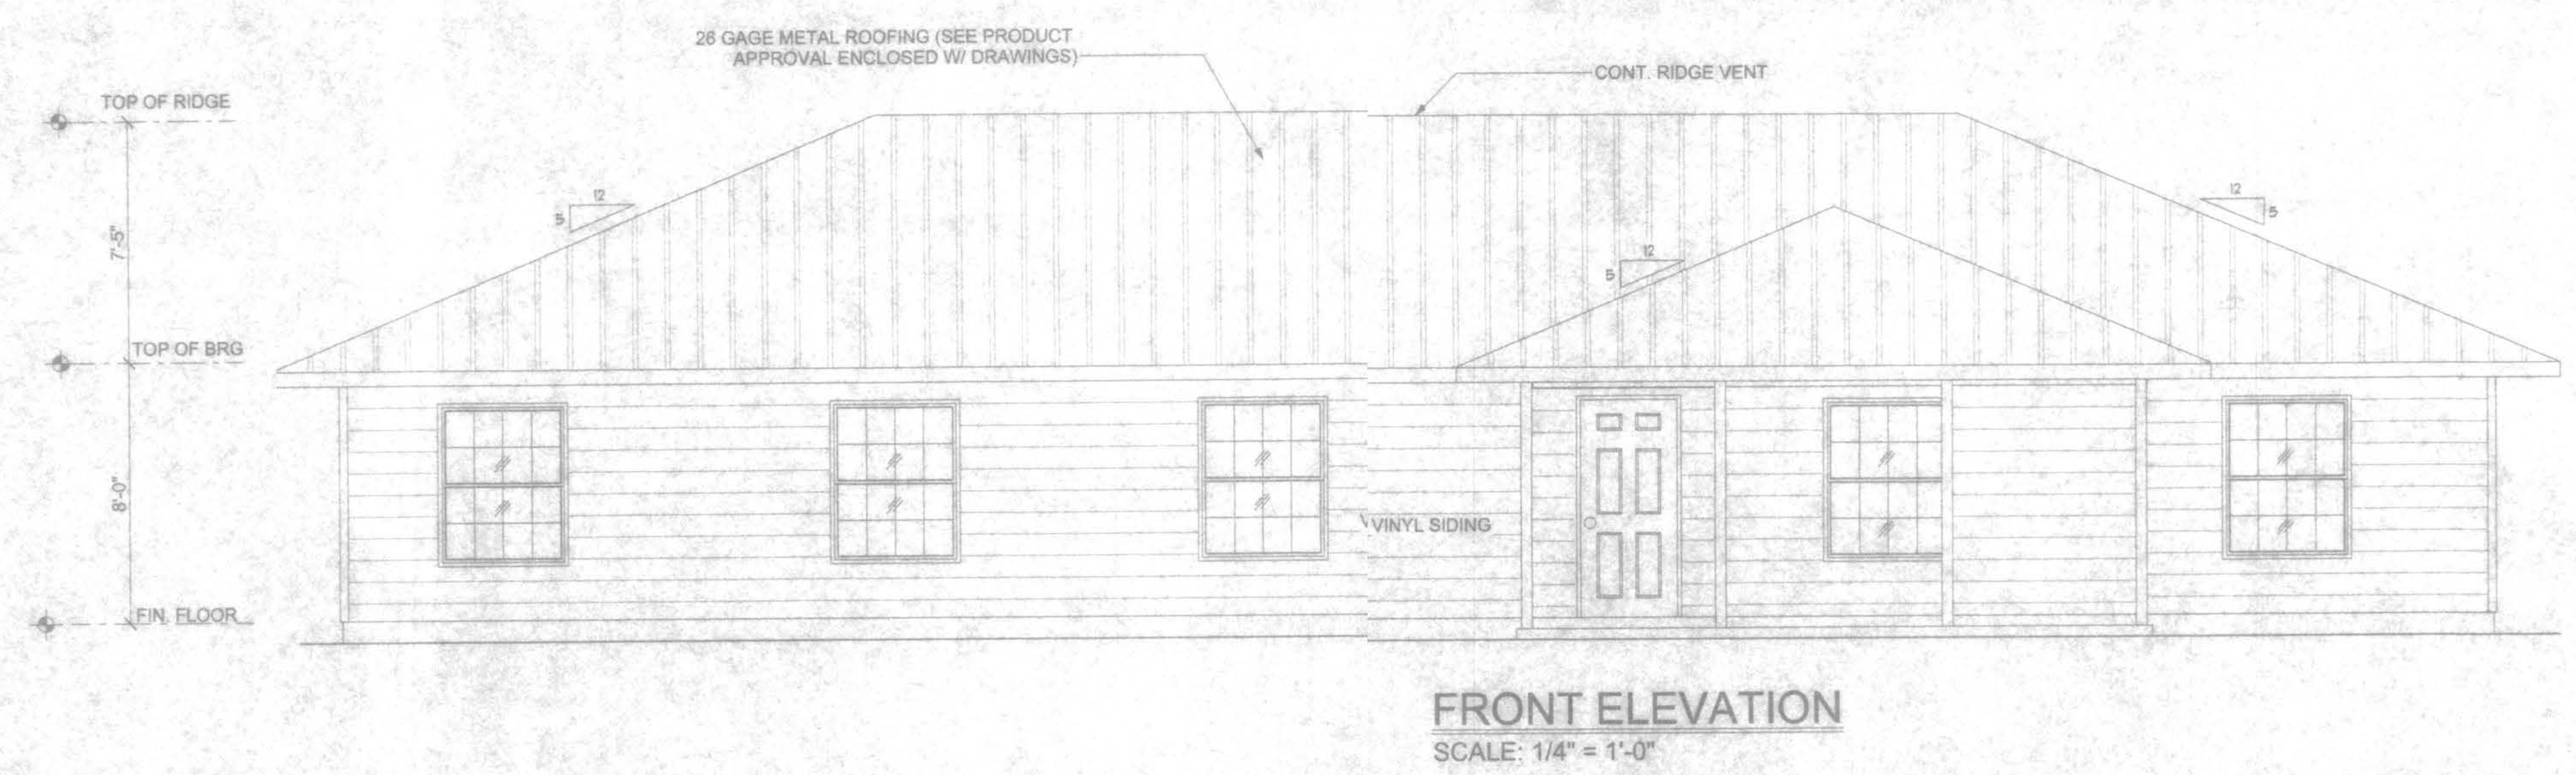 26 GAGE METAL ROOFING (SEE PRODUCT
APPROVAL ENCLOSED W/ DRAWINGS)
CONT. RIDGE VENT
TOP OF RIDGE
12
5
12
5
7'-5"
12
5
TOP OF BRG
8'-0"
VINYL SIDING
FIN. FLOOR
FRONT ELEVATION
SCALE: 1/4" = 1'-0"